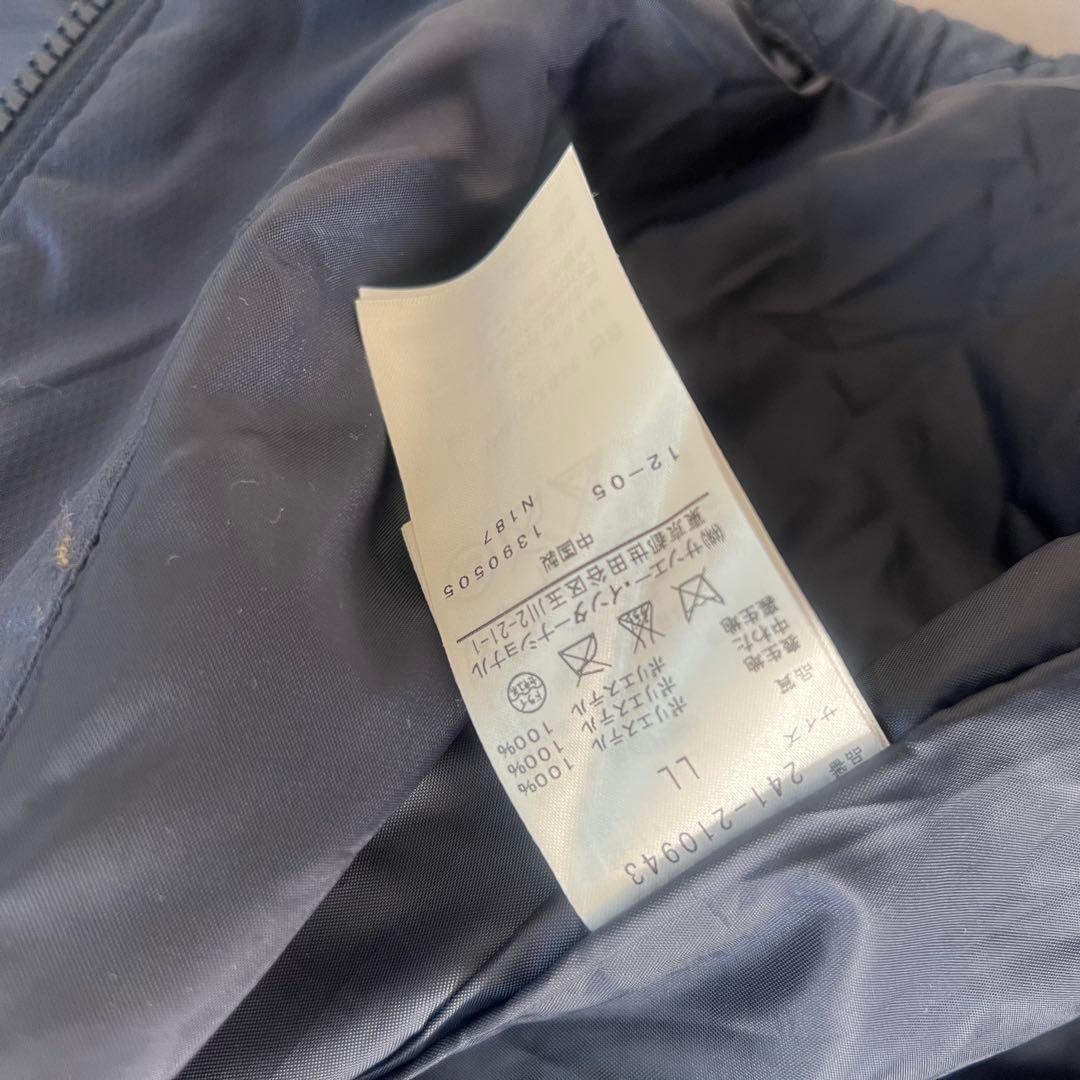 品番 241-210943
サイズ LL
品質
表生地 ポリエステル 100%
中わた ポリエステル 100%
裏生地 ポリエステル 100%
ドライ
㈱サンエー・インターナショナル
東京都世田谷区玉川2-21-1
中国製
1390505
12-05 N187